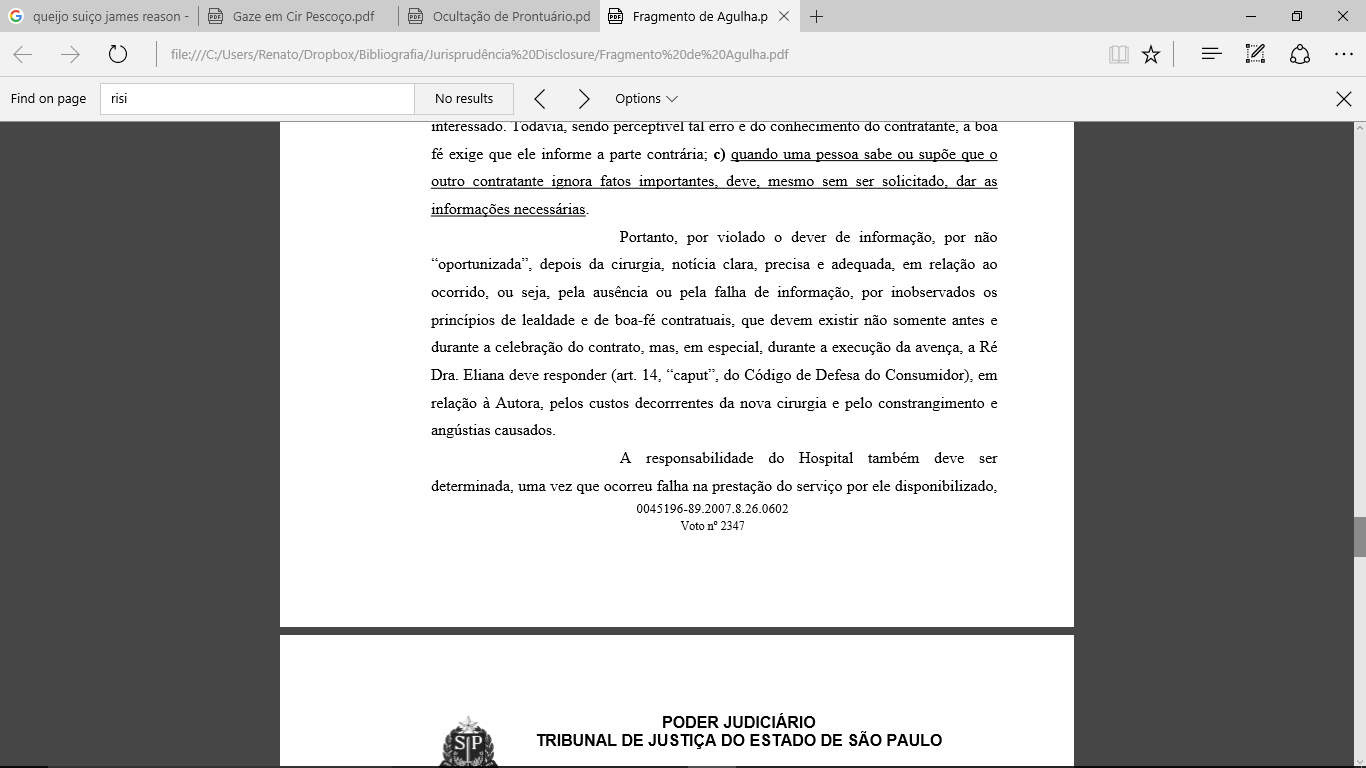 queijo suiço james reason -
Gaze em Cir Pescoço.pdf
Ocultação de Prontuário.pd
Fragmento de Agulha.p
file:///C:/Users/Renato/Dropbox/Bibliografia/Jurisprudência%20Disclosure/Fragmento%20de%20Agulha.pdf
Find on page
risi
No results
Options
interessado. Todavia, sendo perceptível tal erro e do conhecimento do contratante, a boa
fé exige que ele informe a parte contrária; c) quando uma pessoa sabe ou supõe que o
outro contratante ignora fatos importantes, deve, mesmo sem ser solicitado, dar as
informações necessárias.
Portanto, por violado o dever de informação, por não
“oportunizada”, depois da cirurgia, notícia clara, precisa e adequada, em relação ao
ocorrido, ou seja, pela ausência ou pela falha de informação, por inobservados os
princípios de lealdade e de boa-fé contratuais, que devem existir não somente antes e
durante a celebração do contrato, mas, em especial, durante a execução da avença, a Ré
Dra. Eliana deve responder (art. 14, “caput”, do Código de Defesa do Consumidor), em
relação à Autora, pelos custos decorrrentes da nova cirurgia e pelo constrangimento e
angústias causados.
A responsabilidade do Hospital também deve ser
determinada, uma vez que ocorreu falha na prestação do serviço por ele disponibilizado,
0045196-89.2007.8.26.0602
Voto nº 2347
SP
PODER JUDICIÁRIO
TRIBUNAL DE JUSTIÇA DO ESTADO DE SÃO PAULO